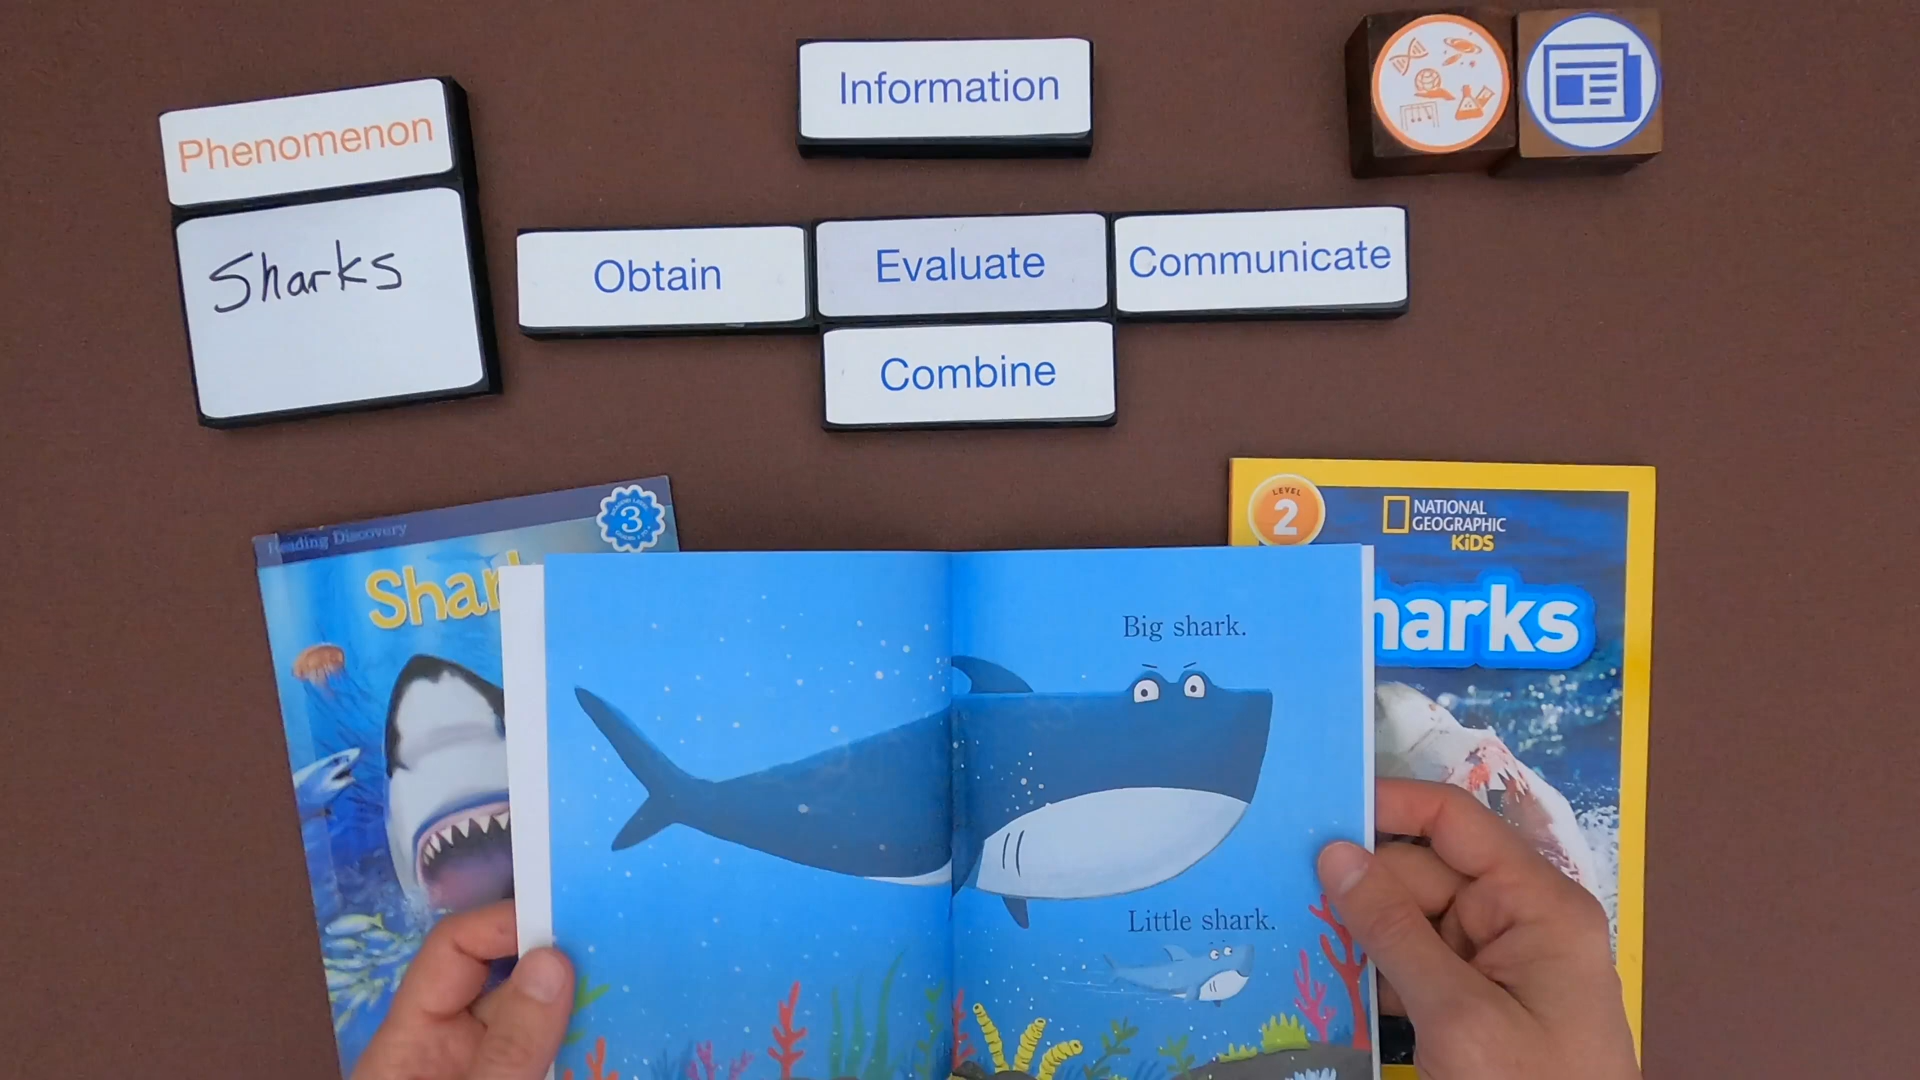 Information
Phenomenon
Sharks
Obtain
Evaluate
Communicate
Combine
Reading Discovery
3
Shar
LEVEL
2
NATIONAL
GEOGRAPHIC
KiDS
harks
Big shark.
Little shark.